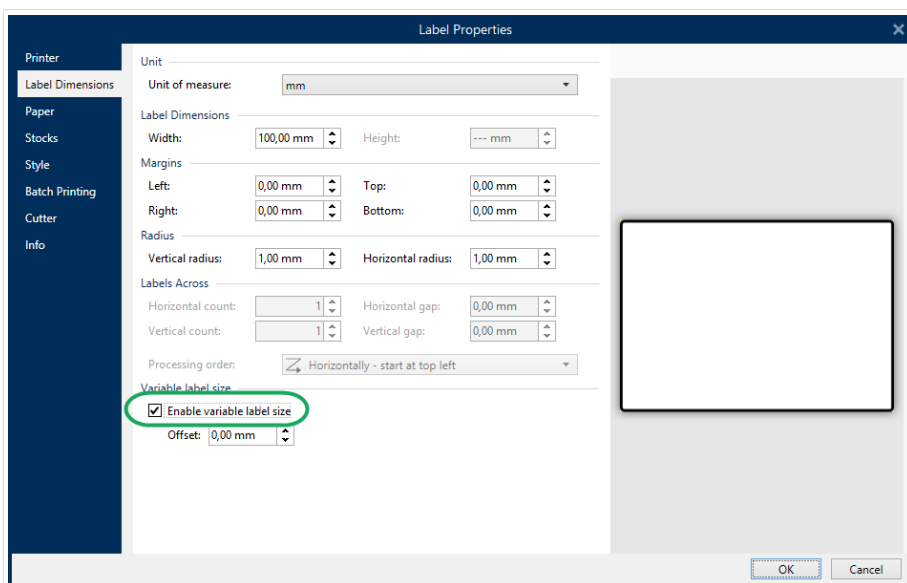 Label Properties
Printer
Label Dimensions
Paper
Stocks
Style
Batch Printing
Cutter
Info
Unit
Unit of measure: mm
Label Dimensions
Width: 100,00 mm Height: --- mm
Margins
Left: 0,00 mm Top: 0,00 mm
Right: 0,00 mm Bottom: 0,00 mm
Radius
Vertical radius: 1,00 mm Horizontal radius: 1,00 mm
Labels Across
Horizontal count: 1 Horizontal gap: 0,00 mm
Vertical count: 1 Vertical gap: 0,00 mm
Processing order: Horizontally - start at top left
Variable label size
Enable variable label size
Offset: 0,00 mm
OK Cancel